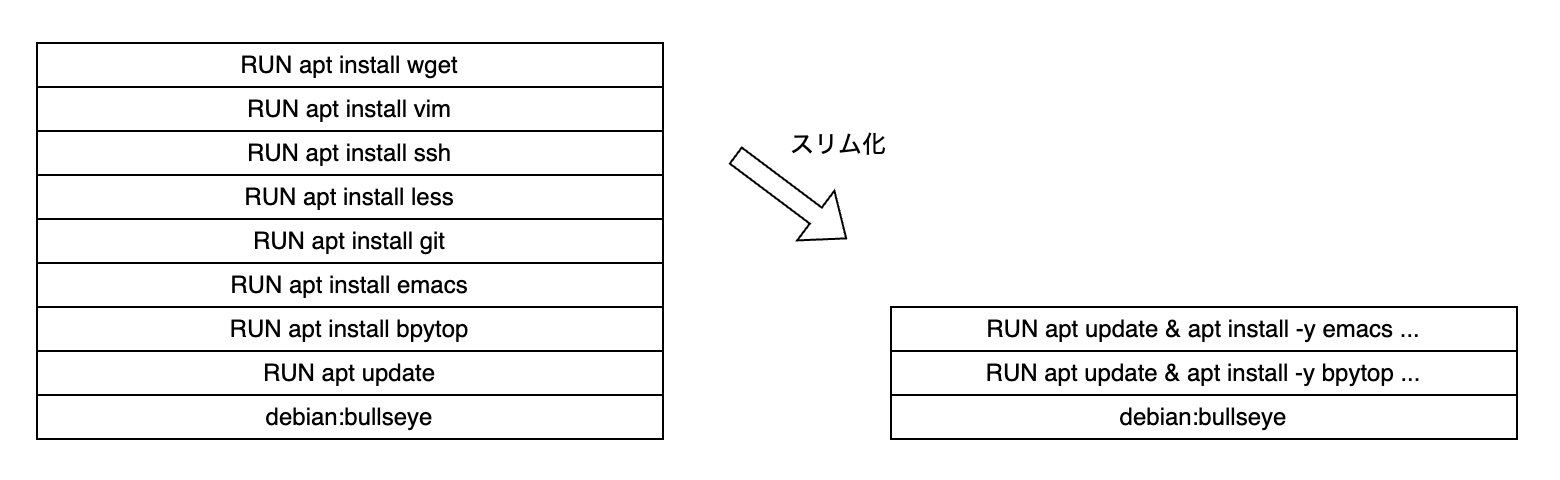 RUN apt install wget
RUN apt install vim
RUN apt install ssh
RUN apt install less
RUN apt install git
RUN apt install emacs
RUN apt install bpytop
RUN apt update
debian:bullseye
スリム化
RUN apt update & apt install -y emacs ...
RUN apt update & apt install -y bpytop ...
debian:bullseye